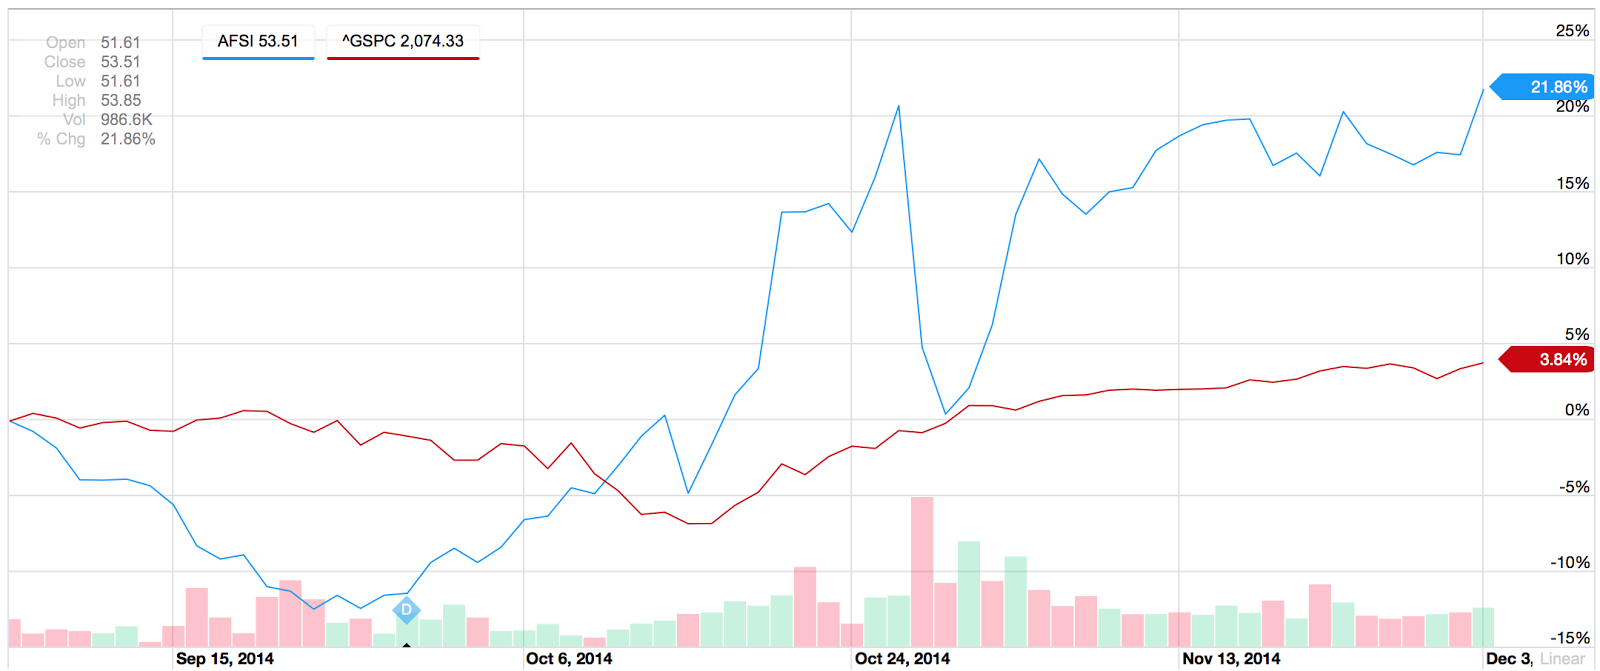 AFSI 53.51 ^GSPC 2,074.33
Open 51.61
Close 53.51
Low 51.61
High 53.85
Vol 986.6K
% Chg 21.86%
25%
21.86%
20%
15%
10%
5%
3.84%
0%
-5%
-10%
D
-15%
Sep 15, 2014 Oct 6, 2014 Oct 24, 2014 Nov 13, 2014 Dec 3, Linear